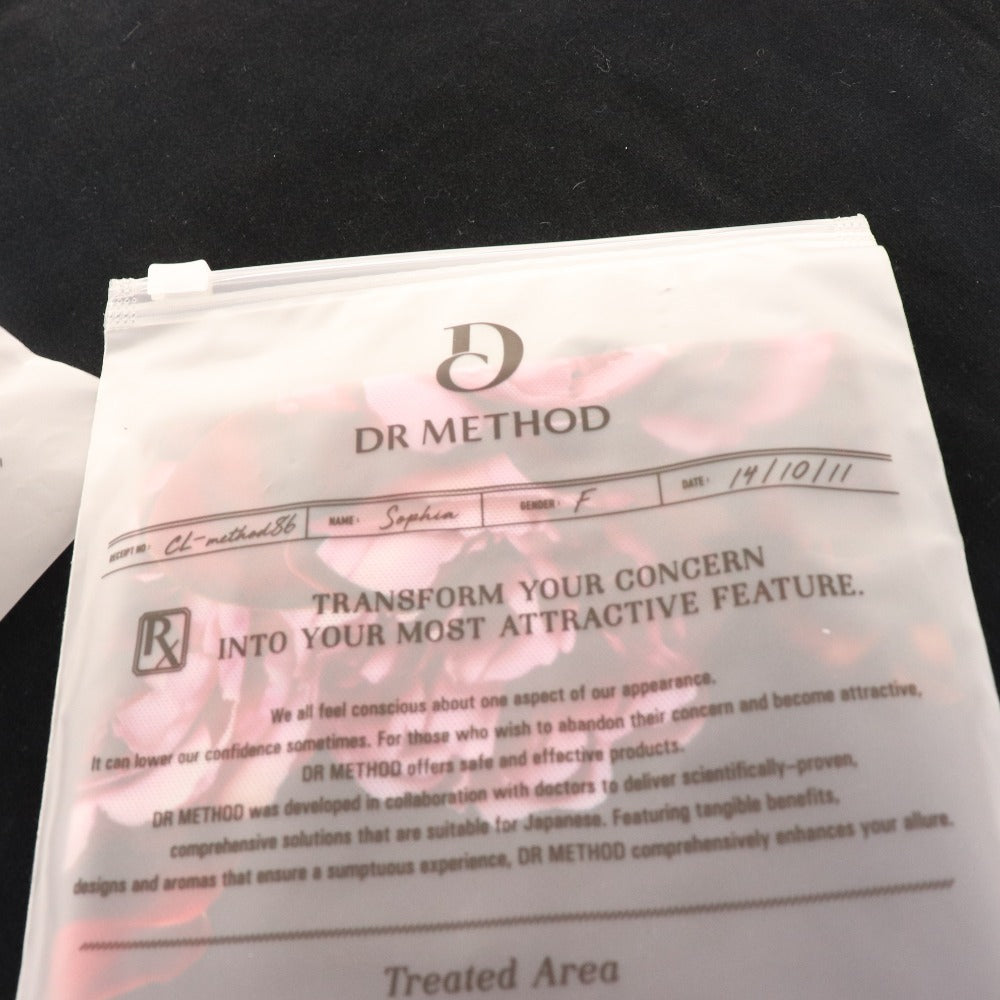 DR METHOD
RECEIPT NO: CL-method86 NAME: Sophia GENDER: F DATE: 14/10/11
Rx
TRANSFORM YOUR CONCERN
INTO YOUR MOST ATTRACTIVE FEATURE.
We all feel conscious about one aspect of our appearance.
It can lower our confidence sometimes. For those who wish to abandon their concern and become attractive,
DR METHOD offers safe and effective products.
DR METHOD was developed in collaboration with doctors to deliver scientifically-proven,
comprehensive solutions that are suitable for Japanese. Featuring tangible benefits,
designs and aromas that ensure a sumptuous experience, DR METHOD comprehensively enhances your allure.
Treated Area